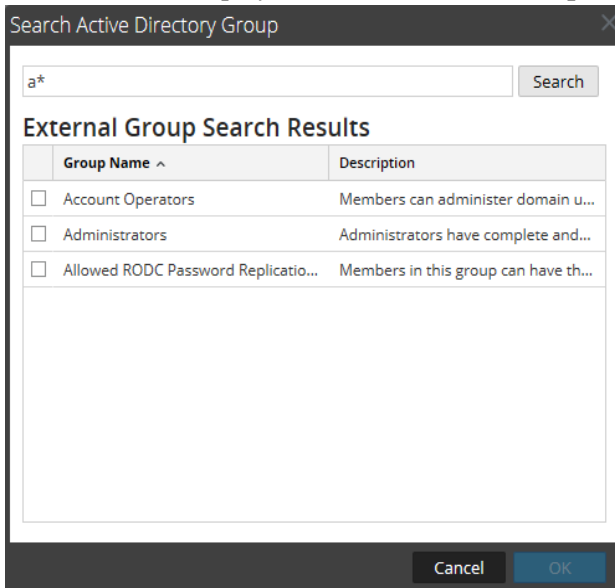 Search Active Directory Group
a*
Search
External Group Search Results
Group Name
Description
Account Operators
Members can administer domain u...
Administrators
Administrators have complete and...
Allowed RODC Password Replicatio...
Members in this group can have th...
Cancel
OK